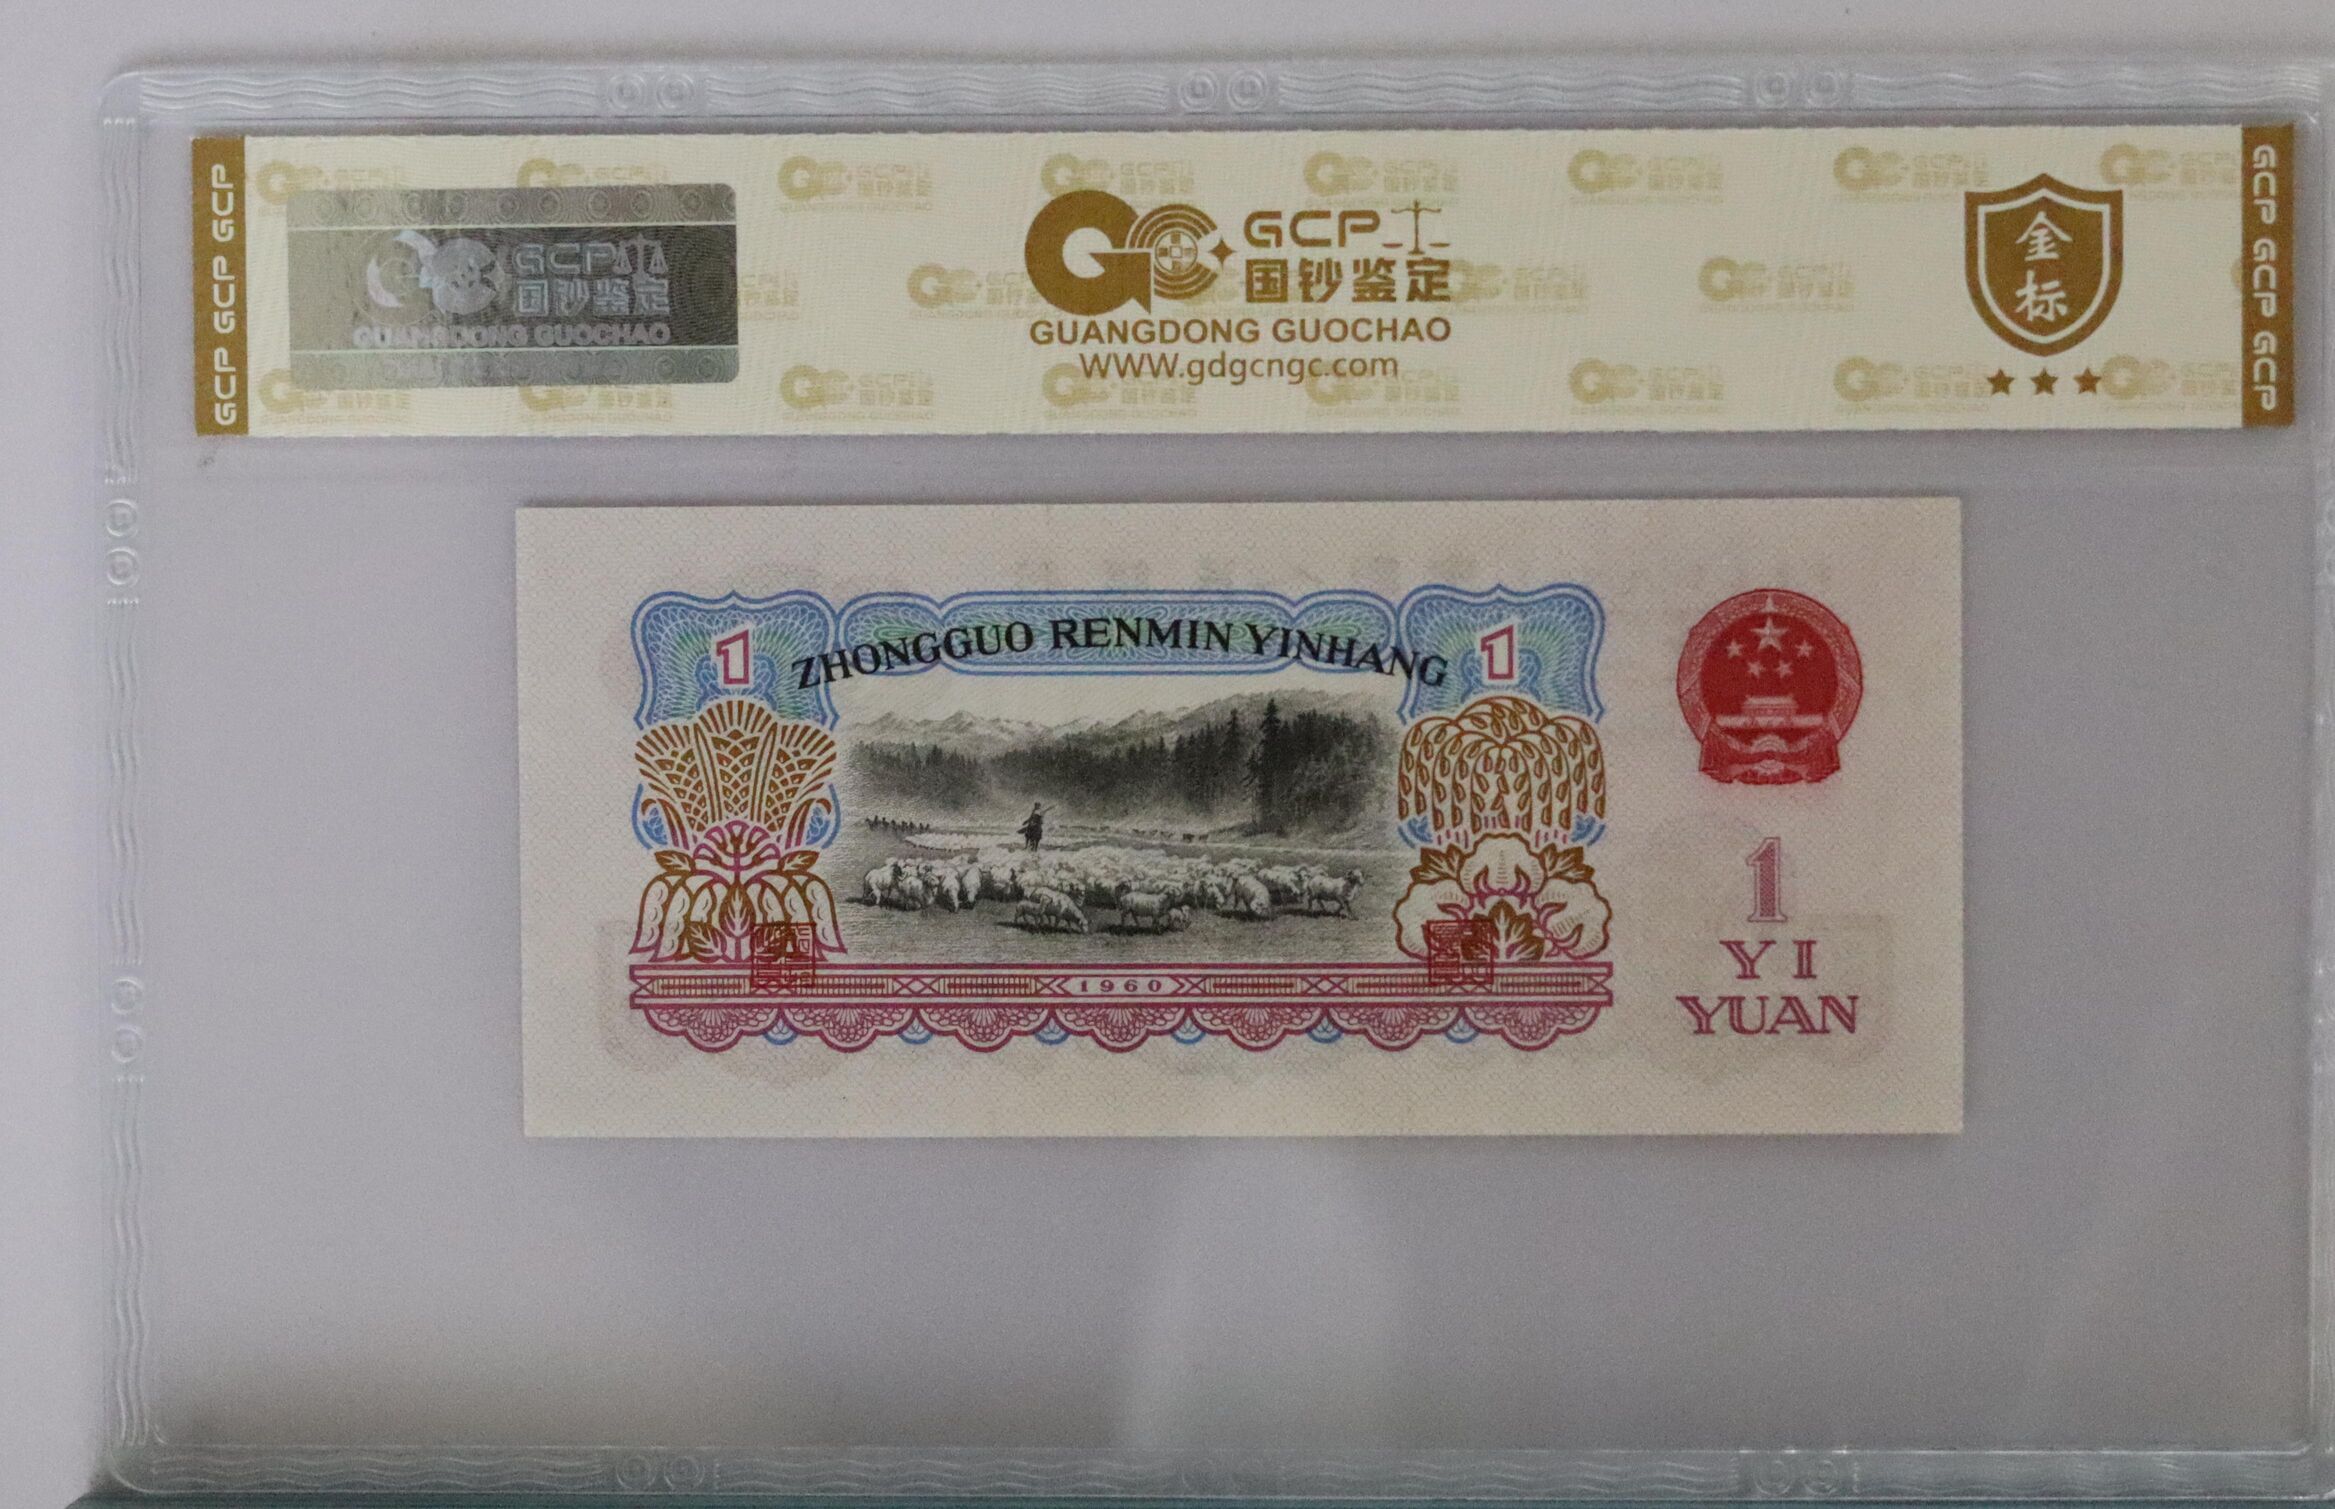 GCP GCP GCP
GCP
国钞鉴定
GUANGDONG GUOCHAO
GCP
国钞鉴定
GUANGDONG GUOCHAO
WWW.gdgcngc.com
金
标
GCP GCP GCP
ZHONGGUO RENMIN YINHANG
1
1
1960
1
YI
YUAN